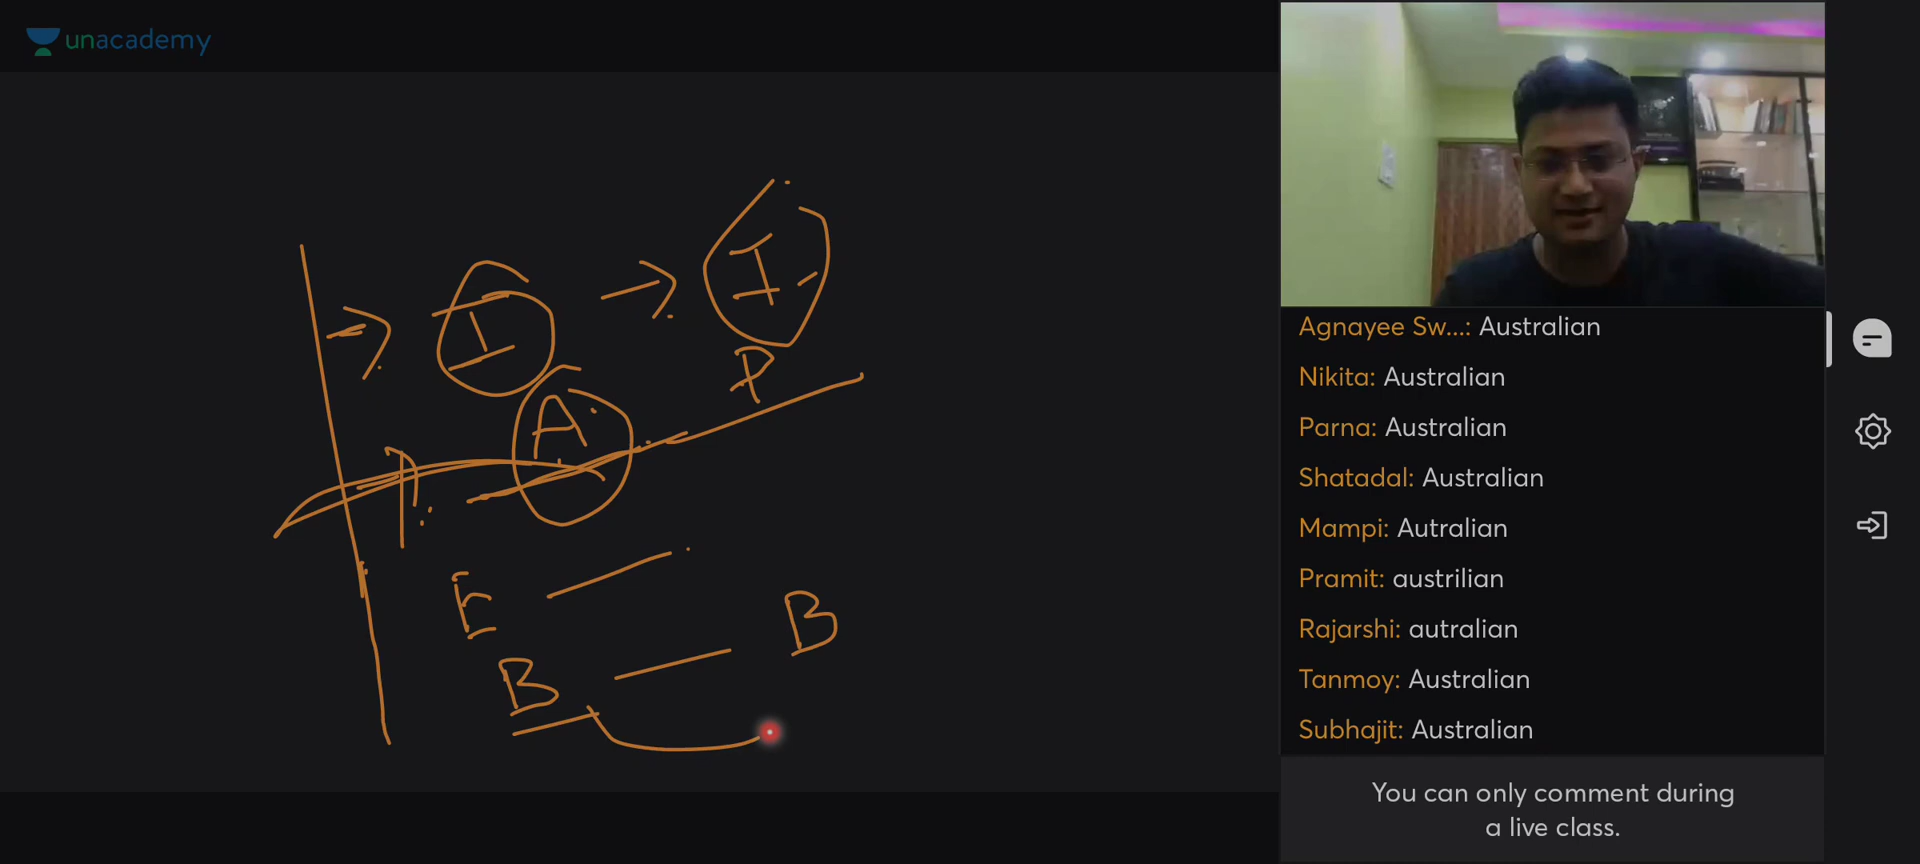 unacademy
I
I
P
A
E
B
B
Agnayee Sw...: Australian
Nikita: Australian
Parna: Australian
Shatadal: Australian
Mampi: Autralian
Pramit: austrilian
Rajarshi: autralian
Tanmoy: Australian
Subhajit: Australian
You can only comment during
a live class.